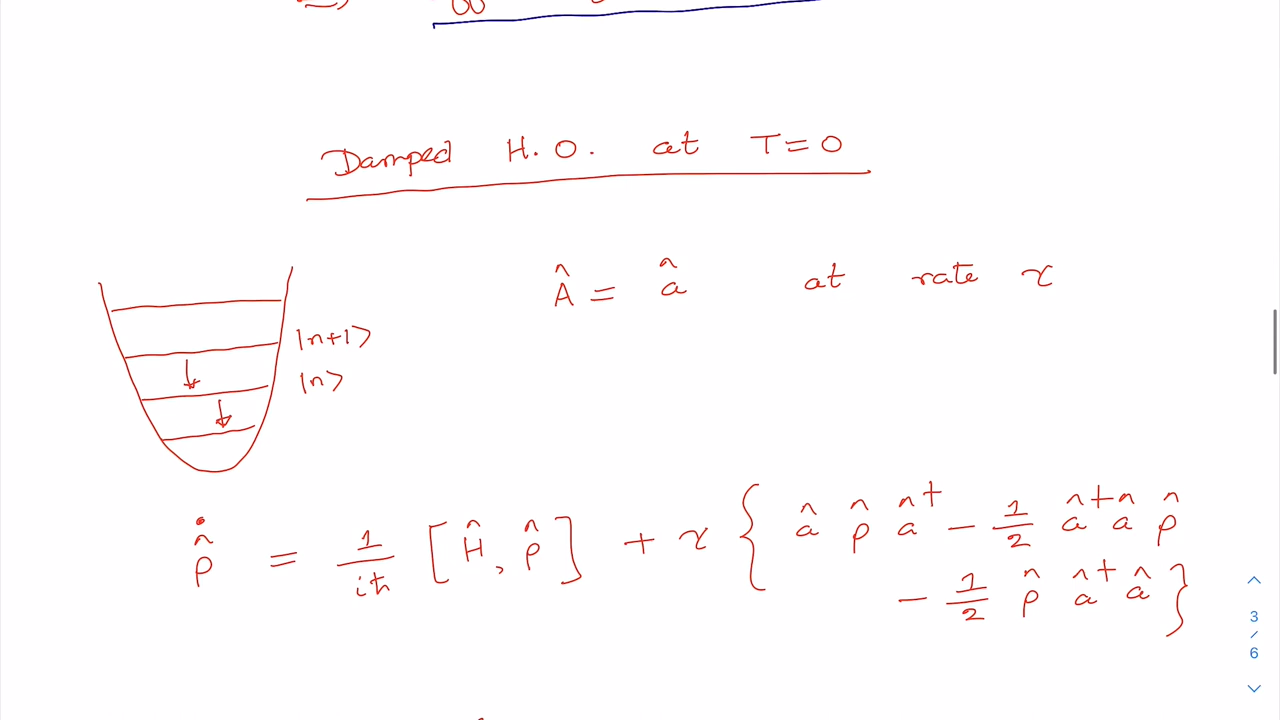 Damped H.O. at T=0
Â = â at rate γ
|n+1⟩
|n⟩
ρ̂̇ = 1/iħ [Ĥ, ρ̂] + γ { â ρ̂ â† − 1/2 â†â ρ̂
− 1/2 ρ̂ â† â }
3
/
6